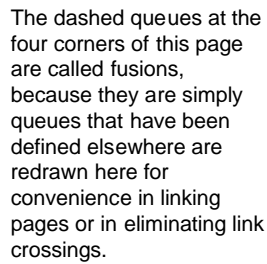 The dashed queues at the
four corners of this page
are called fusions,
because they are simply
queues that have been
defined elsewhere are
redrawn here for
convenience in linking
pages or in eliminating link
crossings.